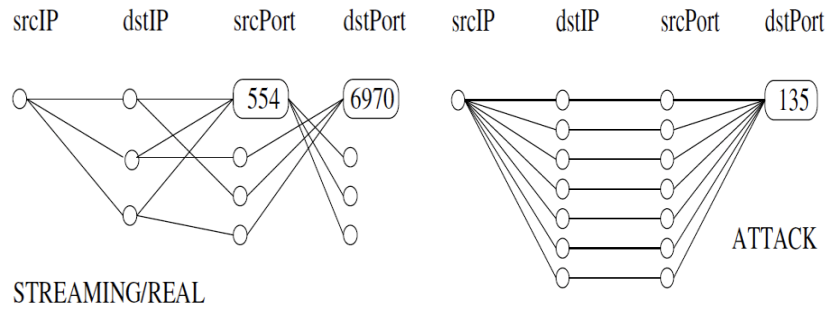 srcIP dstIP srcPort dstPort srcIP dstIP srcPort dstPort
554 6970 135
ATTACK
STREAMING/REAL